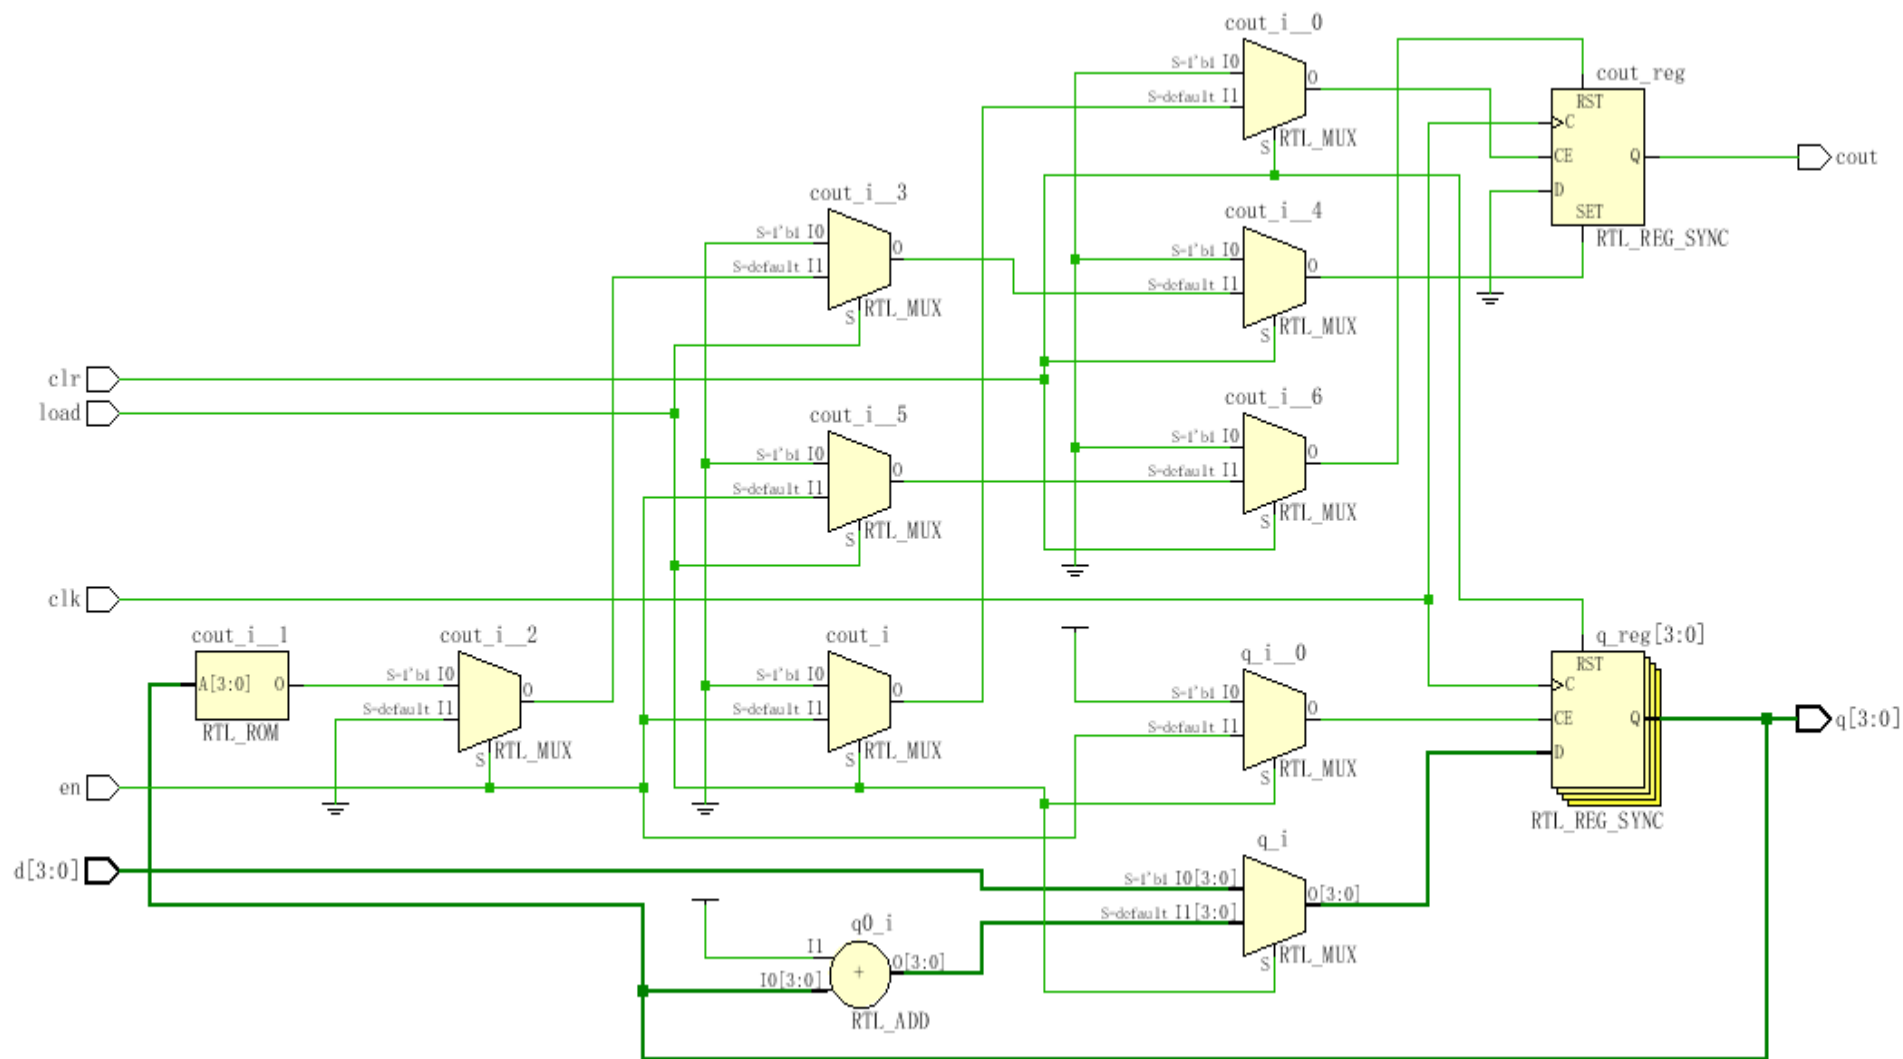 cout_i__0
S=1'b1 I0
S=default I1
O
S
RTL_MUX
cout_reg
RST
C
CE
Q
D
SET
RTL_REG_SYNC
cout
cout_i__3
S=1'b1 I0
S=default I1
O
S
RTL_MUX
cout_i__4
S=1'b1 I0
S=default I1
O
S
RTL_MUX
clr
load
cout_i__5
S=1'b1 I0
S=default I1
O
S
RTL_MUX
cout_i__6
S=1'b1 I0
S=default I1
O
S
RTL_MUX
clk
cout_i__1
A[3:0]
O
RTL_ROM
cout_i__2
S=1'b1 I0
S=default I1
O
S
RTL_MUX
cout_i
S=1'b1 I0
S=default I1
O
S
RTL_MUX
q_i__0
S=1'b1 I0
S=default I1
O
S
RTL_MUX
q_reg[3:0]
RST
C
CE
Q
D
RTL_REG_SYNC
q[3:0]
en
d[3:0]
q_i
S=1'b1 I0[3:0]
S=default I1[3:0]
O[3:0]
S
RTL_MUX
q0_i
I1
I0[3:0]
+
O[3:0]
RTL_ADD